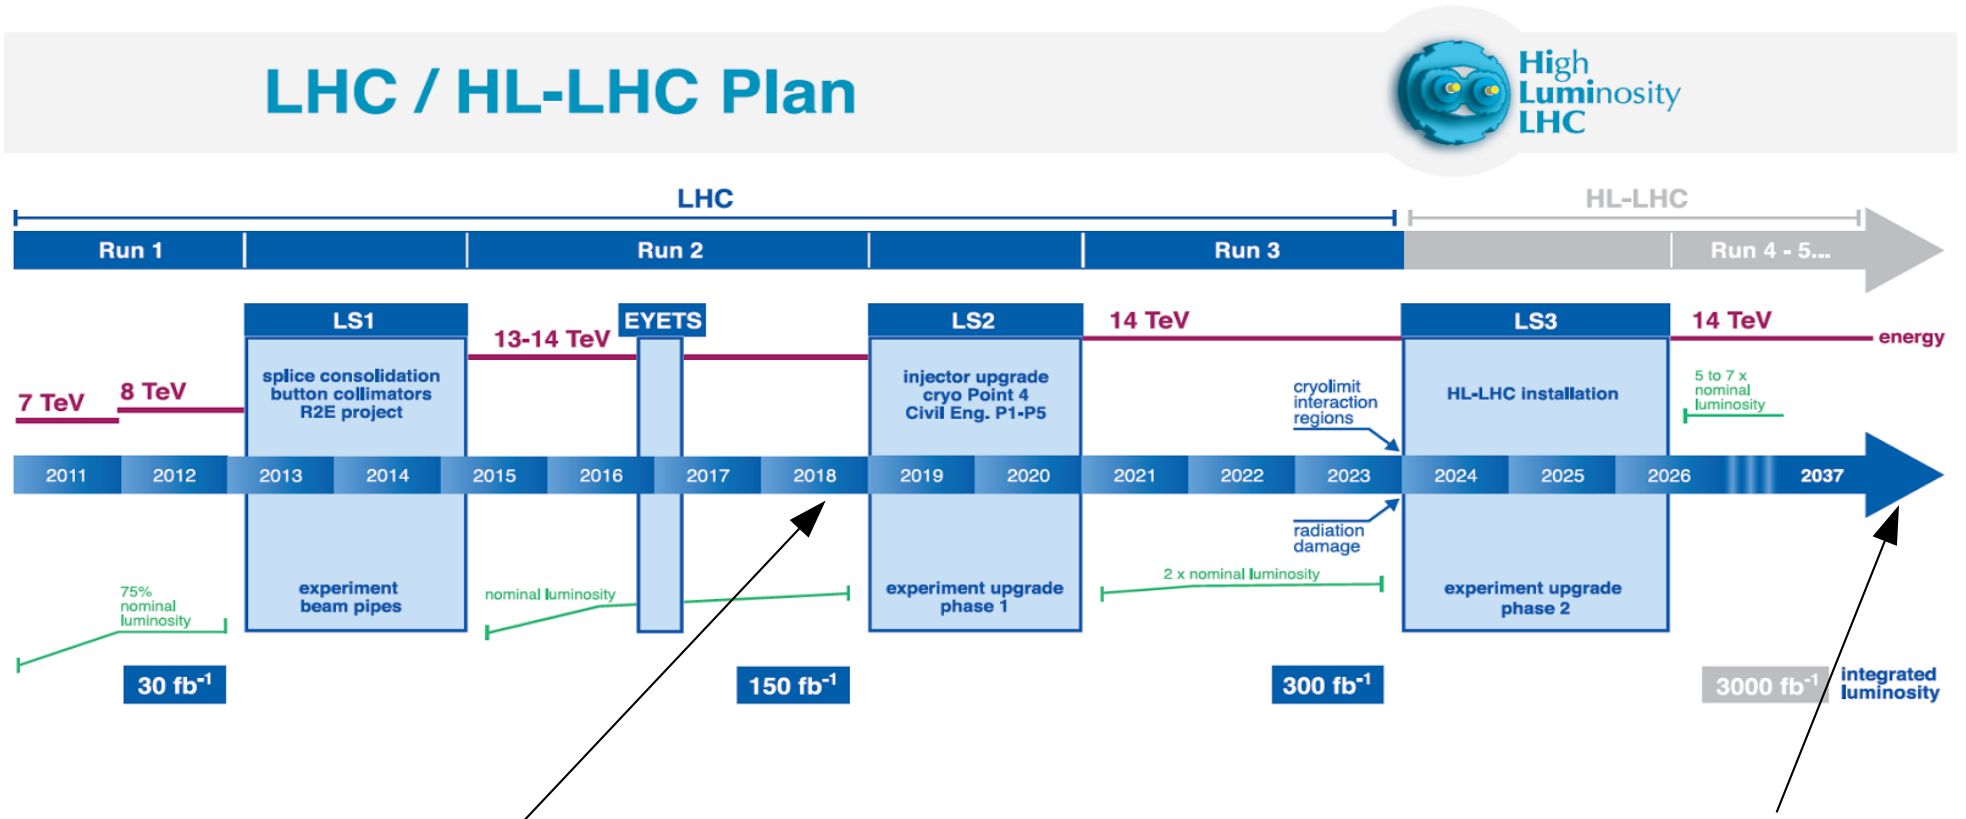 LHC / HL-LHC Plan
High
Luminosity
LHC
LHC
HL-LHC
Run 1
Run 2
Run 3
Run 4 - 5...
LS1
EYETS
LS2
LS3
7 TeV
8 TeV
13-14 TeV
14 TeV
14 TeV
energy
splice consolidation
button collimators
R2E project
injector upgrade
cryo Point 4
Civil Eng. P1-P5
cryolimit
interaction
regions
HL-LHC installation
5 to 7 x
nominal
luminosity
2011
2012
2013
2014
2015
2016
2017
2018
2019
2020
2021
2022
2023
2024
2025
2026
2037
radiation
damage
75%
nominal
luminosity
experiment
beam pipes
nominal luminosity
experiment upgrade
phase 1
2 x nominal luminosity
experiment upgrade
phase 2
30 fb⁻¹
150 fb⁻¹
300 fb⁻¹
3000 fb⁻¹
integrated
luminosity